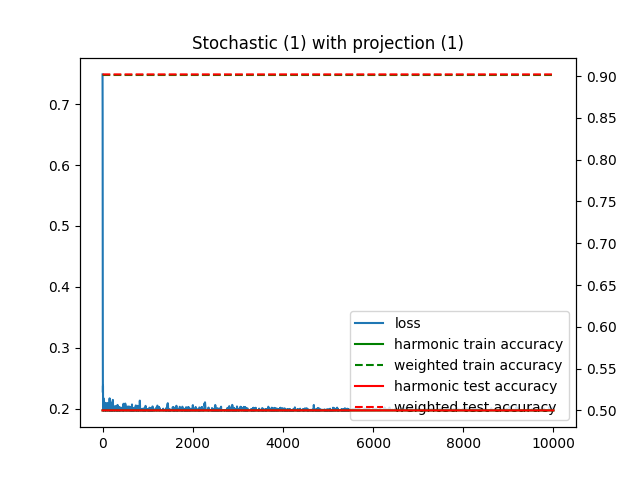 Stochastic (1) with projection (1)
0.7
0.6
0.5
0.4
0.3
0.2
0.90
0.85
0.80
0.75
0.70
0.65
0.60
0.55
0.50
loss
harmonic train accuracy
weighted train accuracy
harmonic test accuracy
weighted test accuracy
0 2000 4000 6000 8000 10000